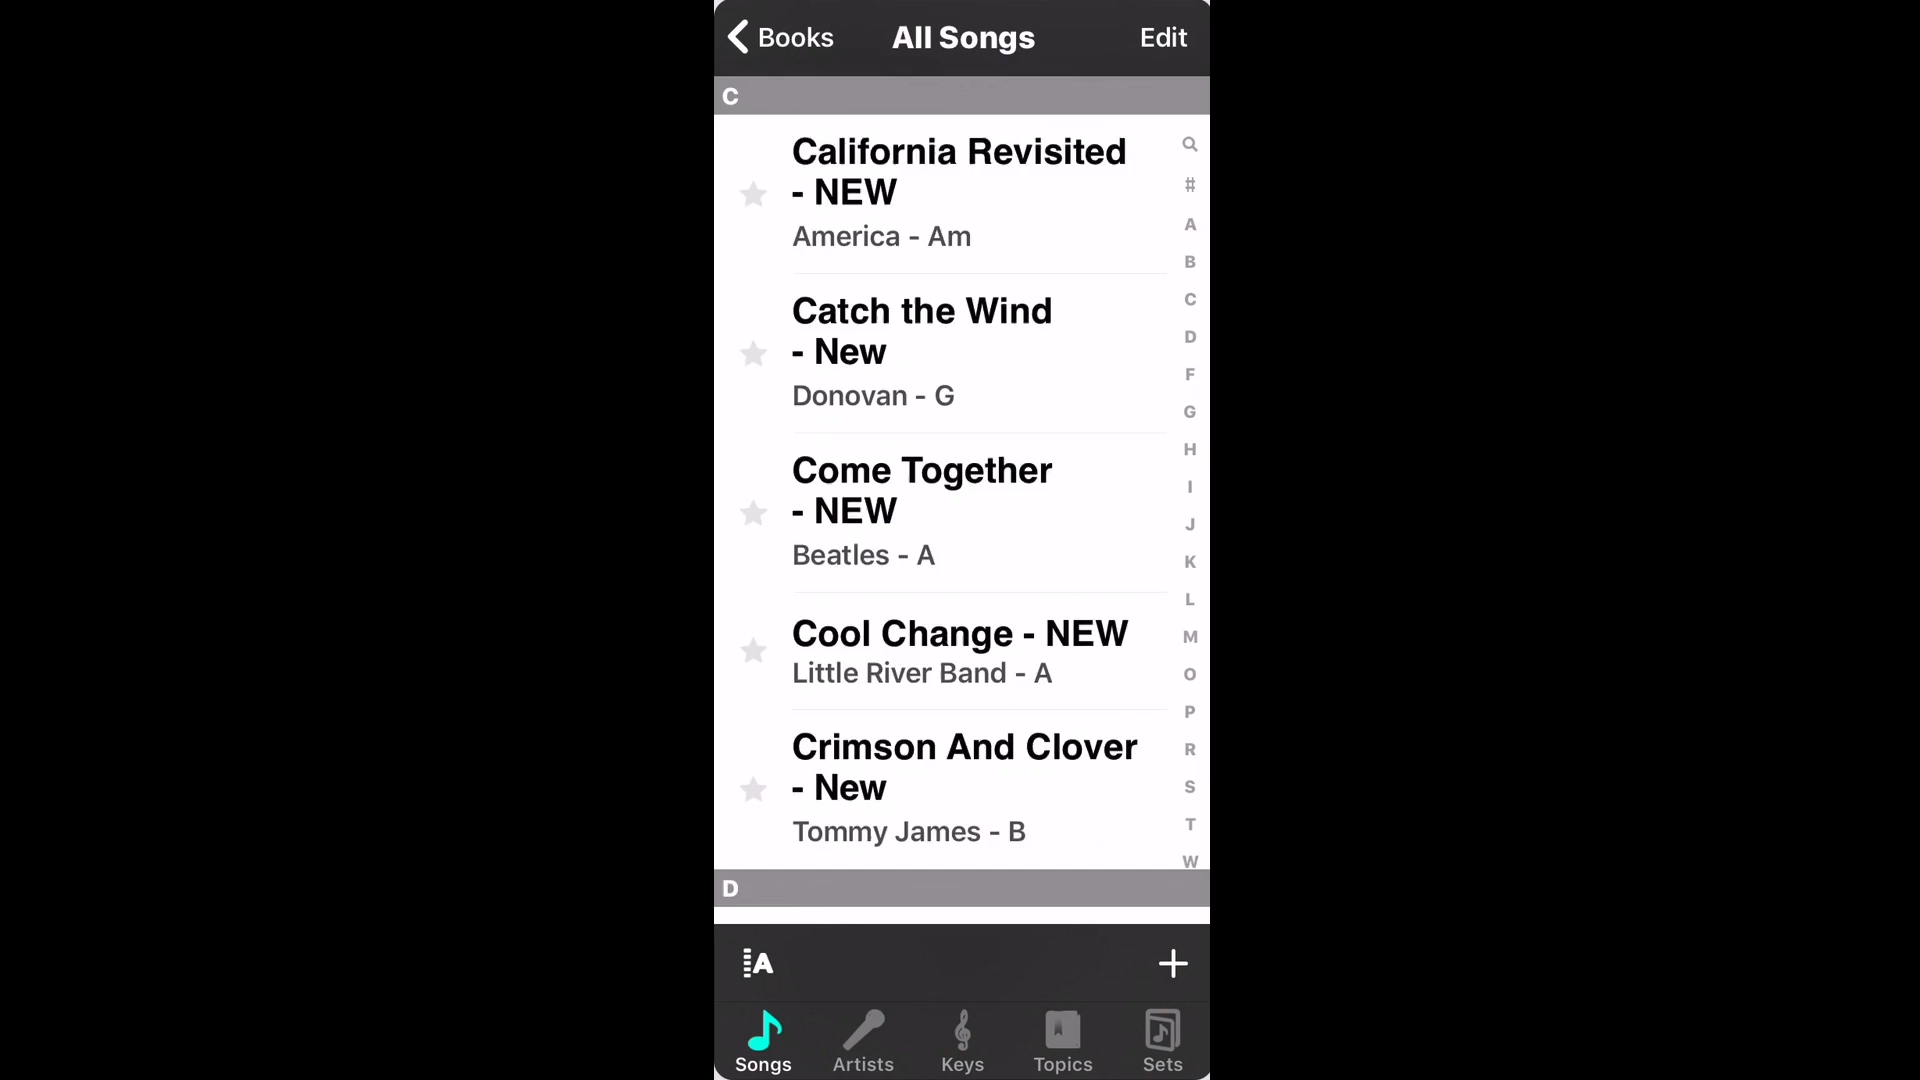 Books
All Songs
Edit
C
California Revisited
- NEW
America - Am
Catch the Wind
- New
Donovan - G
Come Together
- NEW
Beatles - A
Cool Change - NEW
Little River Band - A
Crimson And Clover
- New
Tommy James - B
#
A
B
C
D
F
G
H
I
J
K
L
M
O
P
R
S
T
W
D
A
Songs
Artists
Keys
Topics
Sets